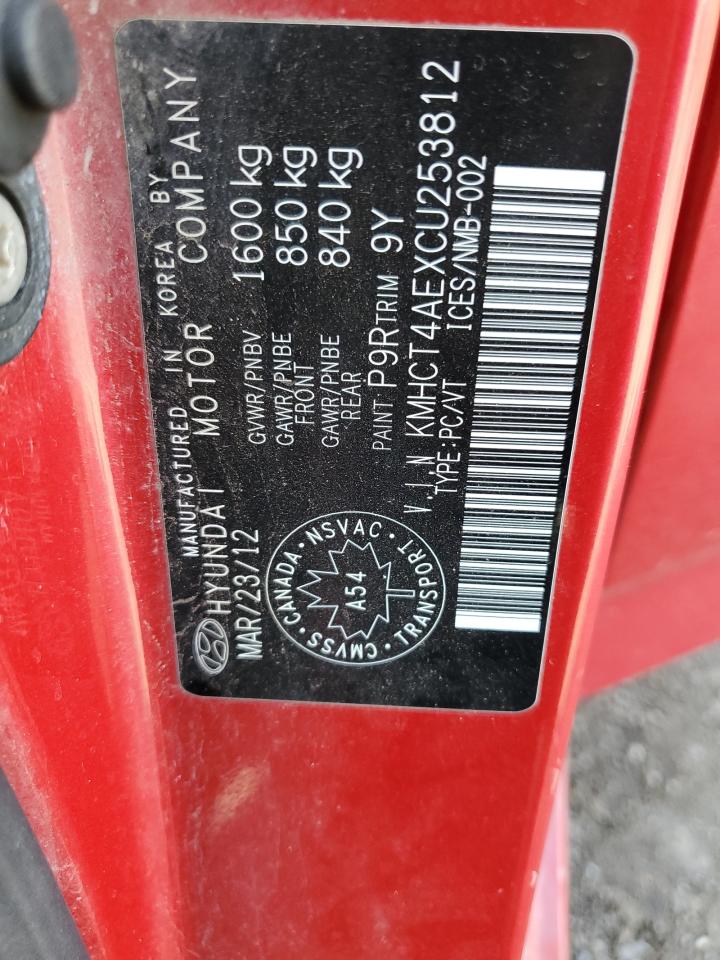 MANUFACTURED IN KOREA BY
HYUNDAI MOTOR COMPANY
MAR/23/12
GVWR/PNBV 1600 kg
GAWR/PNBE FRONT 850 kg
GAWR/PNBE REAR 840 kg
PAINT P9R TRIM 9Y
V.I.N KMHCT4AEXCU253812
TYPE:PC/VT ICES/NMB-002
CANADA · NSVAC · TRANSPORT · CMVSS
A54